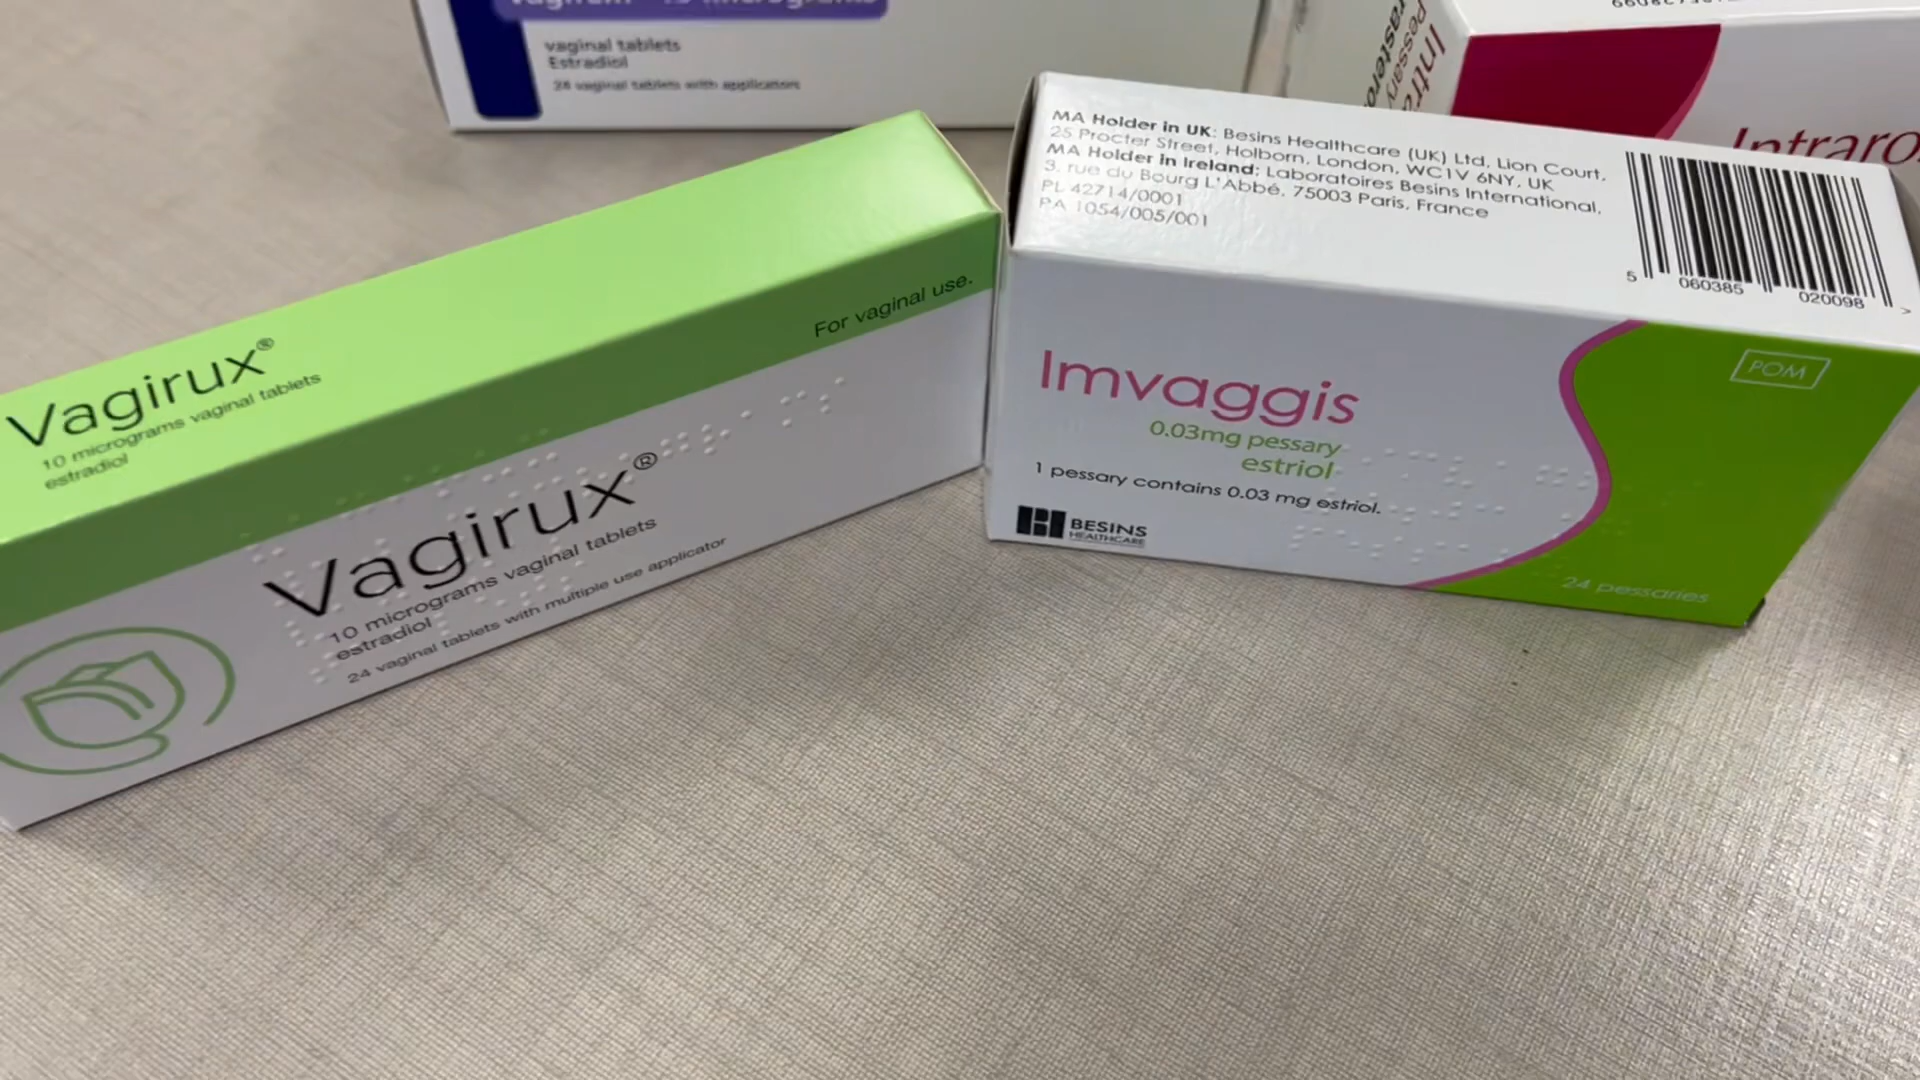 vaginal tablets
Estradiol
24 vaginal tablets with applicators
Intra
Pessary
Intraro
MA Holder in UK: Besins Healthcare (UK) Ltd, Lion Court,
25 Procter Street, Holborn, London, WC1V 6NY, UK
MA Holder in Ireland: Laboratoires Besins International,
3, rue du Bourg L'Abbé, 75003 Paris, France
PL 42714/0001
PA 1054/005/001
5 060385 020098 >
Imvaggis
0.03mg pessary
estriol
1 pessary contains 0.03 mg estriol.
BESINS
HEALTHCARE
POM
24 pessaries
Vagirux®
10 micrograms vaginal tablets
estradiol
For vaginal use.
Vagirux®
10 micrograms vaginal tablets
estradiol
24 vaginal tablets with multiple use applicator